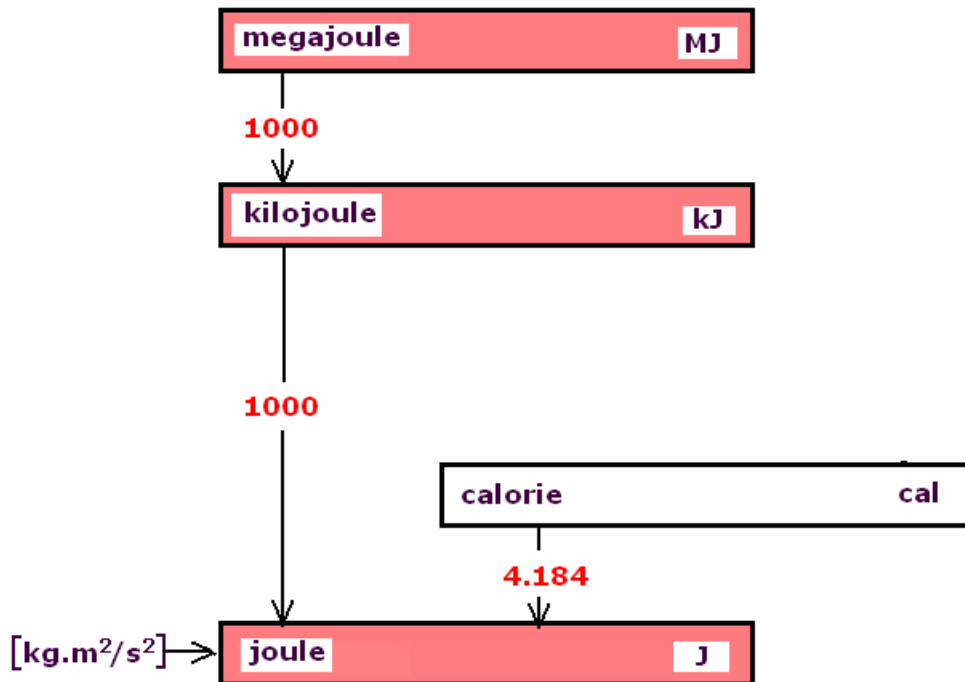 megajoule MJ
1000
kilojoule kJ
1000
calorie cal
4.184
[kg.m²/s²] joule J